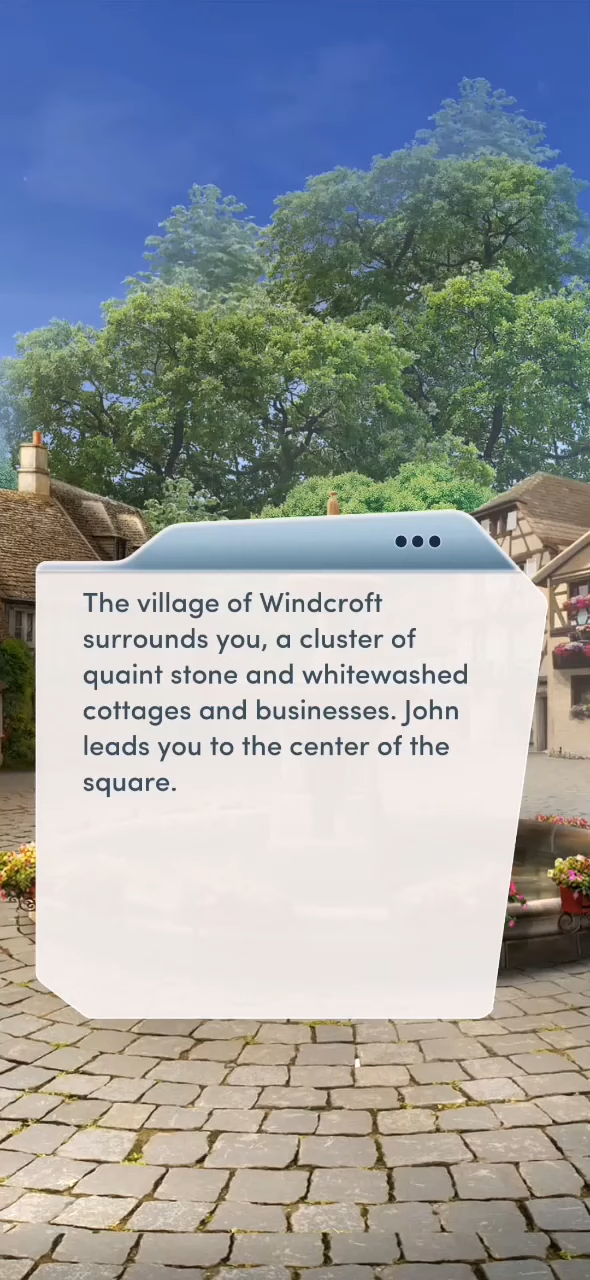 The village of Windcroft
surrounds you, a cluster of
quaint stone and whitewashed
cottages and businesses. John
leads you to the center of the
square.